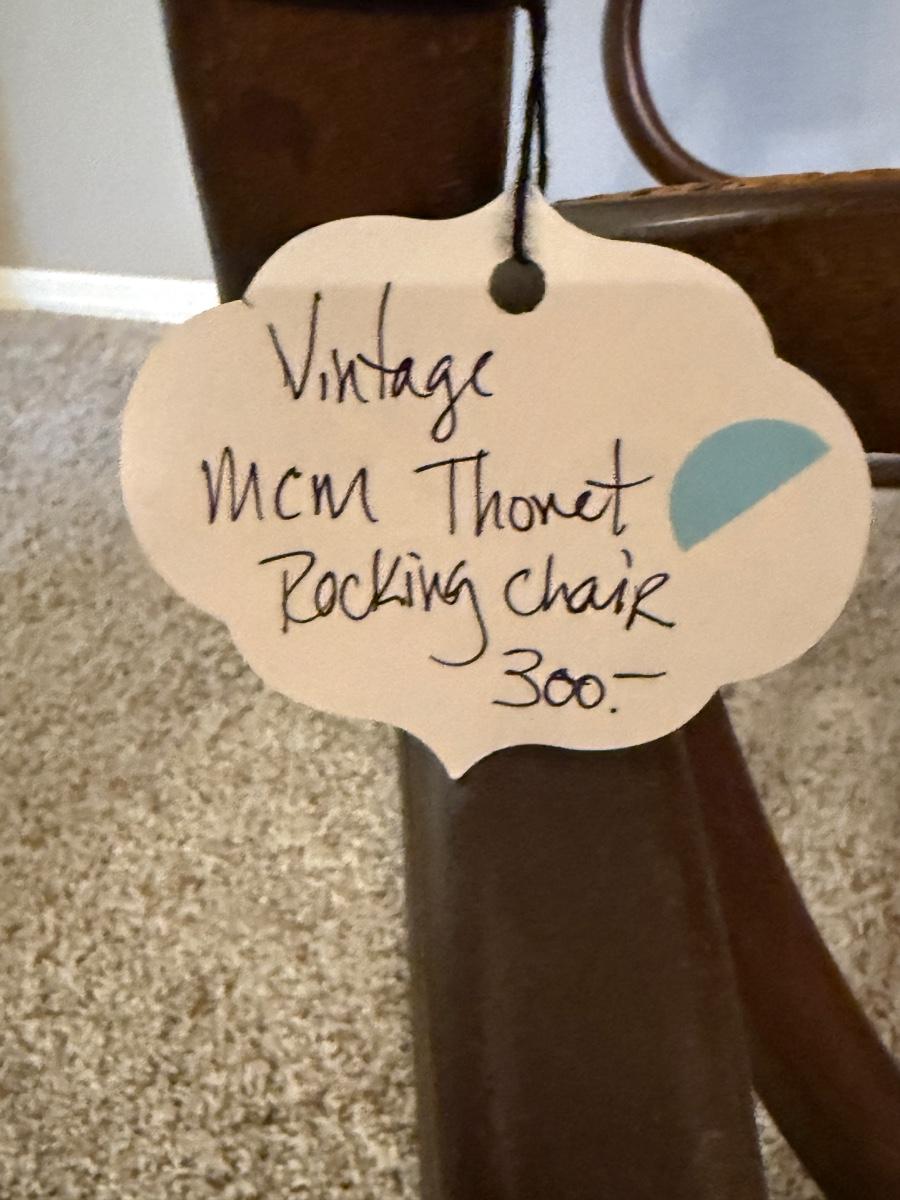 Vintage
MCM Thonet
Rocking Chair
300.–